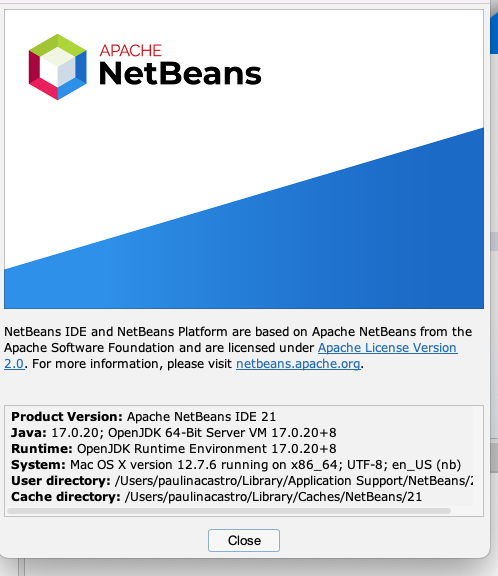 APACHE
NetBeans
NetBeans IDE and NetBeans Platform are based on Apache NetBeans from the
Apache Software Foundation and are licensed under Apache License Version
2.0. For more information, please visit netbeans.apache.org.
Product Version: Apache NetBeans IDE 21
Java: 17.0.20; OpenJDK 64-Bit Server VM 17.0.20+8
Runtime: OpenJDK Runtime Environment 17.0.20+8
System: Mac OS X version 12.7.6 running on x86_64; UTF-8; en_US (nb)
User directory: /Users/paulinacastro/Library/Application Support/NetBeans/
Cache directory: /Users/paulinacastro/Library/Caches/NetBeans/21
Close